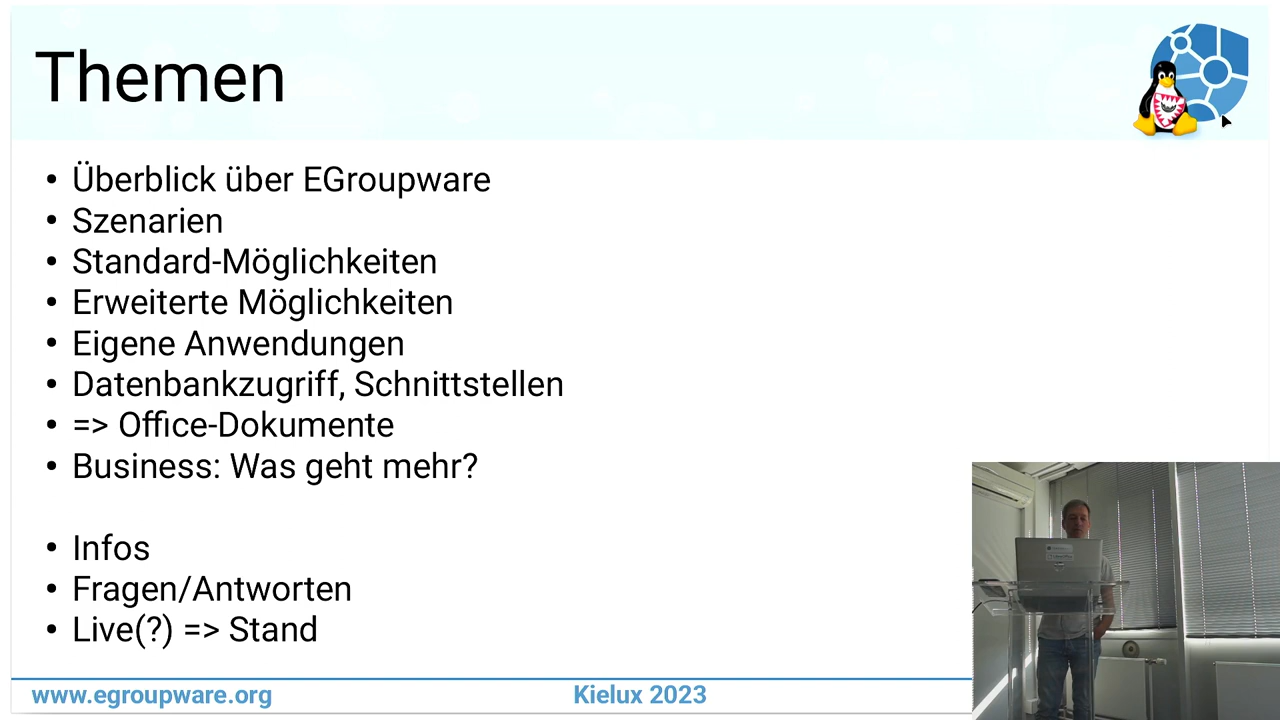 Themen
• Überblick über EGroupware
• Szenarien
• Standard-Möglichkeiten
• Erweiterte Möglichkeiten
• Eigene Anwendungen
• Datenbankzugriff, Schnittstellen
• => Office-Dokumente
• Business: Was geht mehr?
• Infos
• Fragen/Antworten
• Live(?) => Stand
www.egroupware.org
Kielux 2023